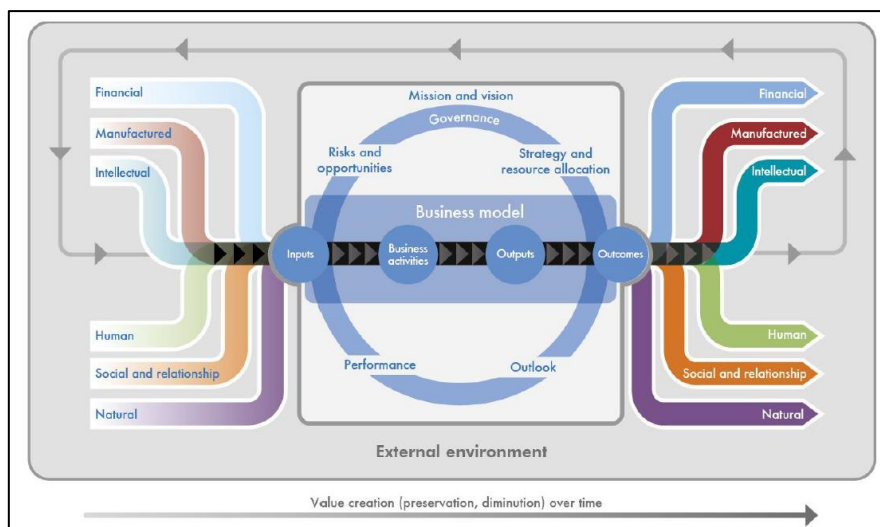 Financial
Manufactured
Intellectual
Human
Social and relationship
Natural
Mission and vision
Governance
Risks and
opportunities
Strategy and
resource allocation
Business model
Inputs
Business
activities
Outputs
Outcomes
Performance
Outlook
Financial
Manufactured
Intellectual
Human
Social and relationship
Natural
External environment
Value creation (preservation, diminution) over time